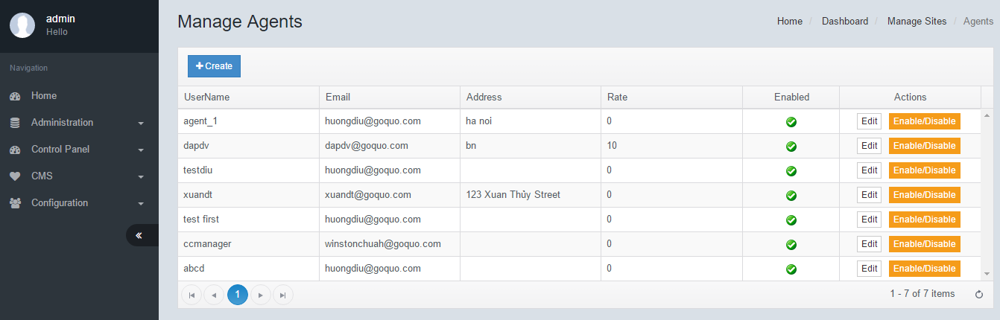 admin
Hello
Navigation
Home
Administration
Control Panel
CMS
Configuration
Manage Agents
Home / Dashboard / Manage Sites / Agents
Create
UserName Email Address Rate Enabled Actions
agent_1 huongdiu@goquo.com ha noi 0 Edit Enable/Disable
dapdv dapdv@goquo.com bn 10 Edit Enable/Disable
testdiu huongdiu@goquo.com 0 Edit Enable/Disable
xuandt xuandt@goquo.com 123 Xuan Thủy Street 0 Edit Enable/Disable
test first huongdiu@goquo.com 0 Edit Enable/Disable
ccmanager winstonchuah@goquo.com 0 Edit Enable/Disable
abcd huongdiu@goquo.com 0 Edit Enable/Disable
1
1 - 7 of 7 items